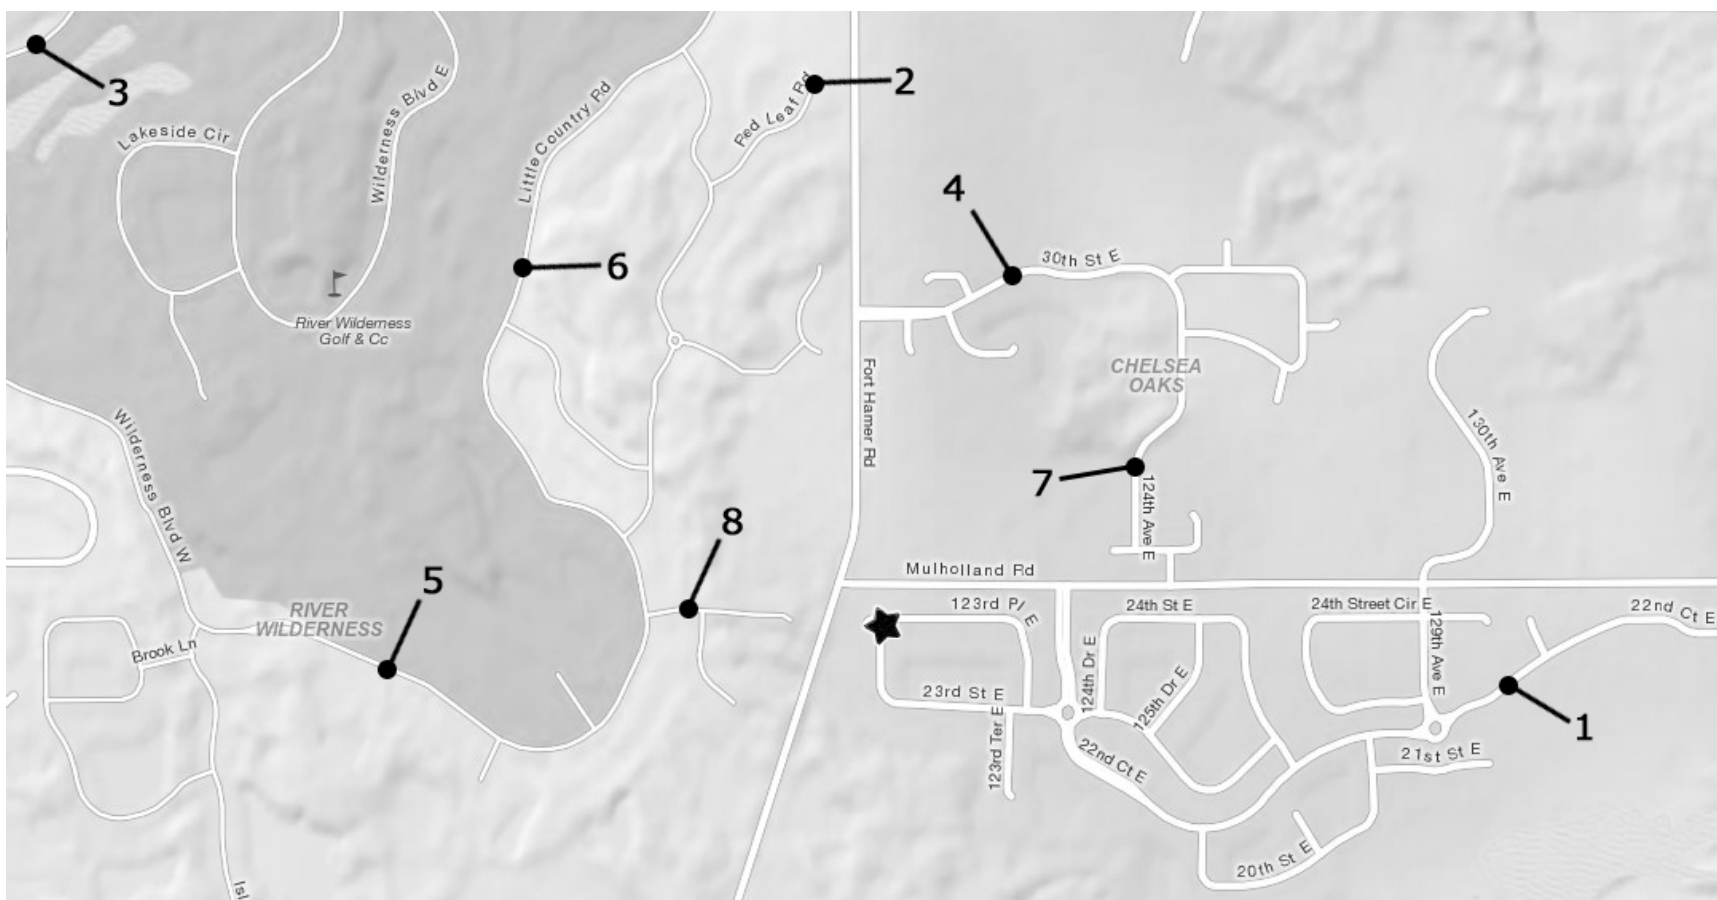 3
2
Wilderness Blvd E
Little Country Rd
Red Leaf Rd
Lakeside Cir
4
30th St E
6
River Wilderness
Golf & Cc
CHELSEA
OAKS
Fort Hamer Rd
Wilderness Blvd W
130th Ave E
7
124th Ave E
8
Mulholland Rd
5
RIVER
WILDERNESS
123rd Pl E
24th St E
24th Street Cir E
22nd Ct E
Brook Ln
129th Ave E
124th Dr E
125th Dr E
23rd St E
1
123rd Ter E
22nd Ct E
21st St E
20th St E
Isl